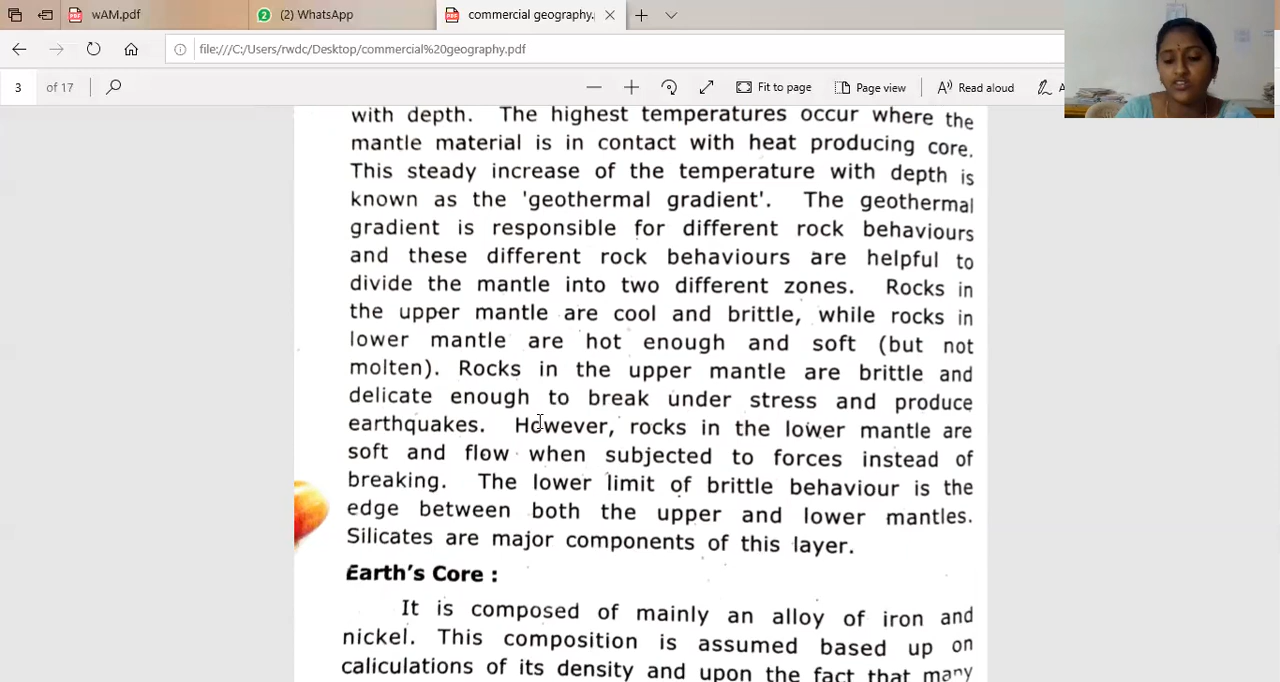 wAM.pdf
2 (2) WhatsApp
commercial geography.
file:///C:/Users/rwdc/Desktop/commercial%20geography.pdf
3 of 17
Fit to page
Page view
Read aloud
with depth. The highest temperatures occur where the
mantle material is in contact with heat producing core.
This steady increase of the temperature with depth is
known as the 'geothermal gradient'. The geothermal
gradient is responsible for different rock behaviours
and these different rock behaviours are helpful to
divide the mantle into two different zones. Rocks in
the upper mantle are cool and brittle, while rocks in
lower mantle are hot enough and soft (but not
molten). Rocks in the upper mantle are brittle and
delicate enough to break under stress and produce
earthquakes. However, rocks in the lower mantle are
soft and flow when subjected to forces instead of
breaking. The lower limit of brittle behaviour is the
edge between both the upper and lower mantles.
Silicates are major components of this layer.
Earth's Core :
It is composed of mainly an alloy of iron and
nickel. This composition is assumed based up on
caliculations of its density and upon the fact that many